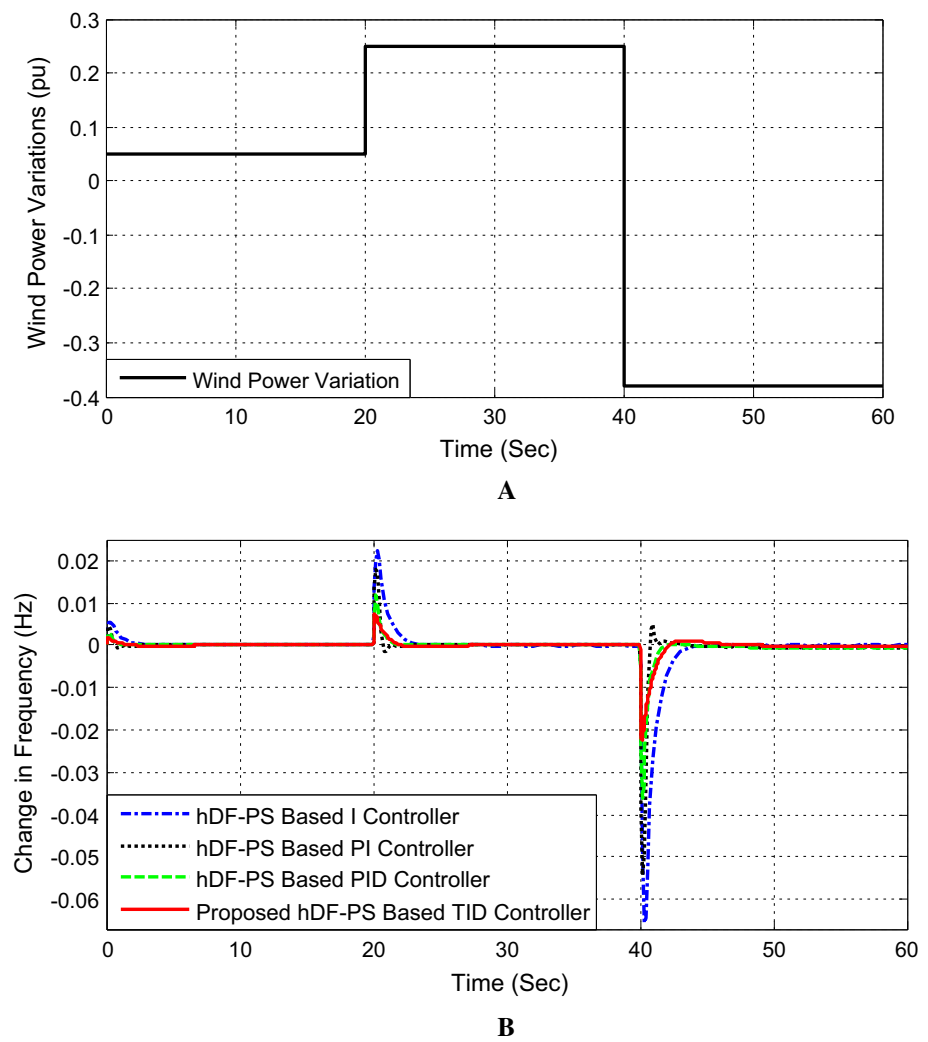 0.3
0.2
0.1
0
-0.1
-0.2
-0.3
-0.4
Wind Power Variations (pu)
Wind Power Variation
0 10 20 30 40 50 60
Time (Sec)
A
0.02
0.01
0
-0.01
-0.02
-0.03
-0.04
-0.05
-0.06
Change in Frequency (Hz)
hDF-PS Based I Controller
hDF-PS Based PI Controller
hDF-PS Based PID Controller
Proposed hDF-PS Based TID Controller
0 10 20 30 40 50 60
Time (Sec)
B